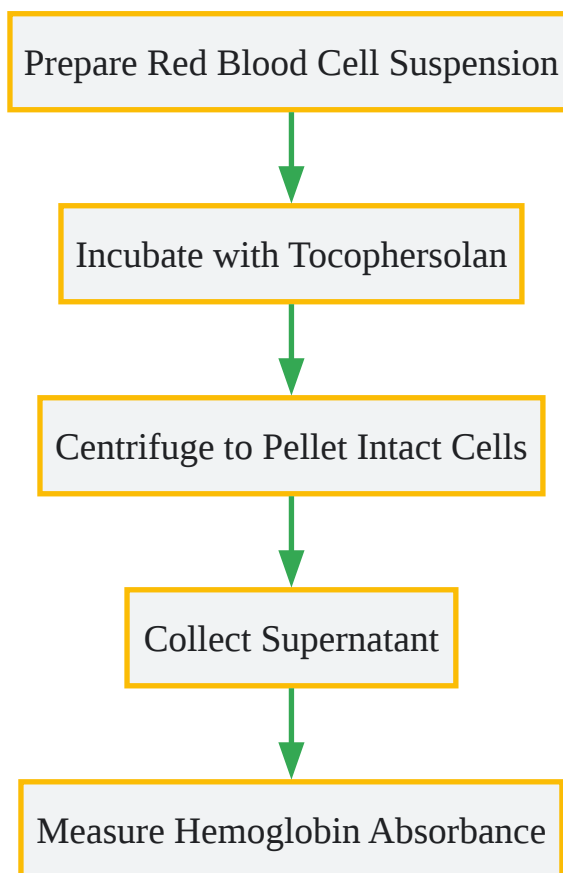 Prepare Red Blood Cell Suspension
Incubate with Tocophersolan
Centrifuge to Pellet Intact Cells
Collect Supernatant
Measure Hemoglobin Absorbance